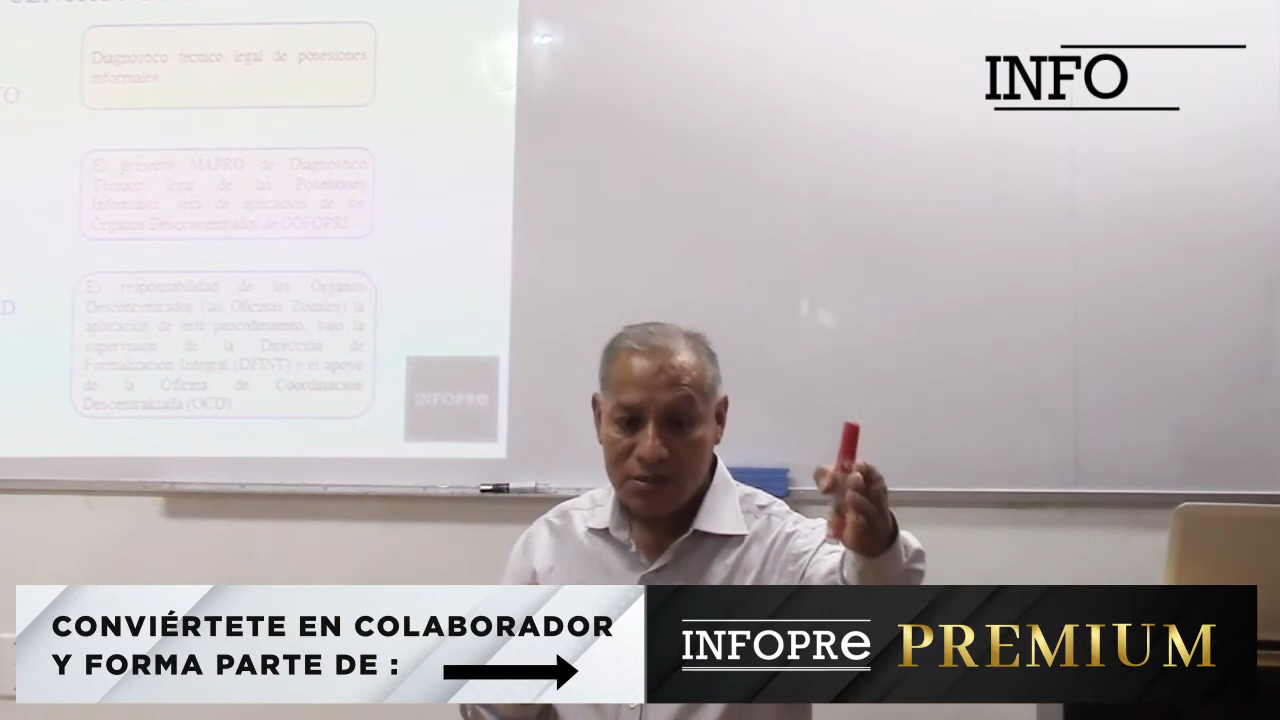 Diagnostico tecnico legal de posesiones
informales
El presente MAPRO de Diagnostico
Tecnico legal de las Posesiones
Informales, sera de aplicacion de los
Organos Desconcentrados de COFOPRI.
Es responsabilidad de los Organos
Desconcentrados (las Oficinas Zonales) la
aplicación de este procedimiento, bajo la
supervision de la Direccion de
Formalizacion Integral (DFINT) y el apoyo
de la Oficina de Coordinacion
Descentralizada (OCD)
INFOPRe
INFO
CONVIÉRTETE EN COLABORADOR
Y FORMA PARTE DE :
INFOPRe PREMIUM